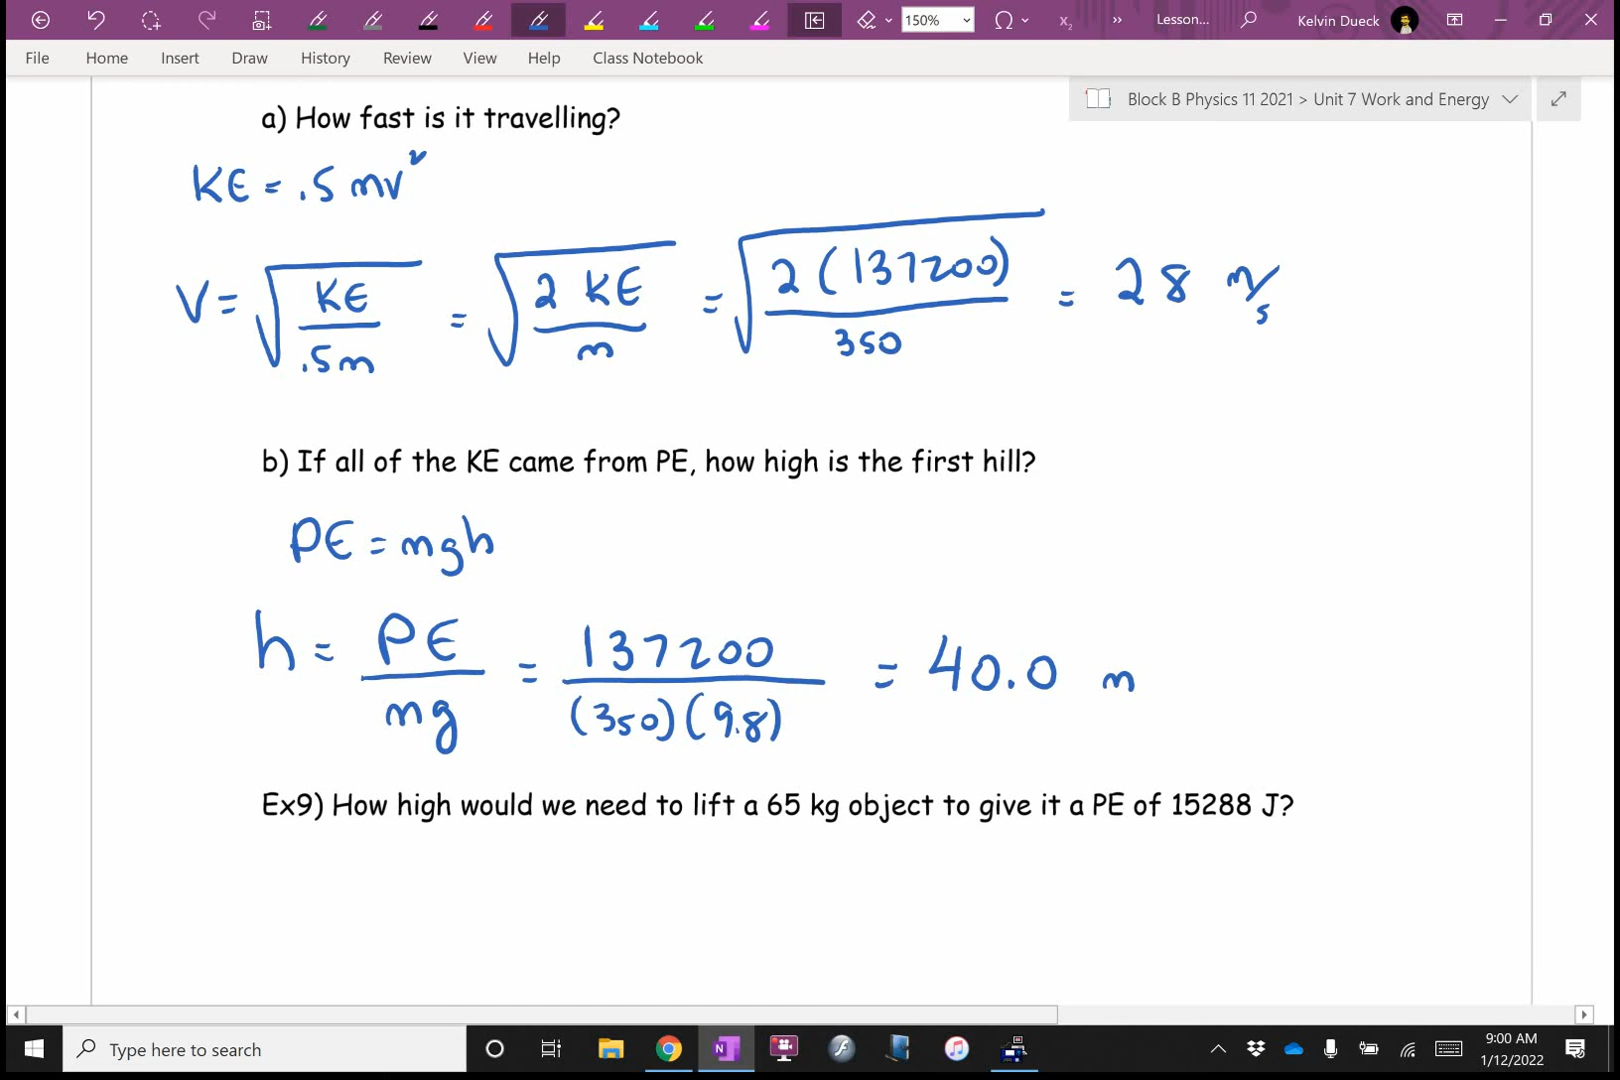 150%
Ω
x₂
»
Lesson...
Kelvin Dueck
File Home Insert Draw History Review View Help Class Notebook
Block B Physics 11 2021 > Unit 7 Work and Energy
a) How fast is it travelling?
KE = .5 mv²
V = √(KE / .5m) = √(2 KE / m) = √(2 (137200) / 350) = 28 m/s
b) If all of the KE came from PE, how high is the first hill?
PE = mgh
h = PE / mg = 137200 / (350)(9.8) = 40.0 m
Ex9) How high would we need to lift a 65 kg object to give it a PE of 15288 J?
Type here to search
9:00 AM
1/12/2022